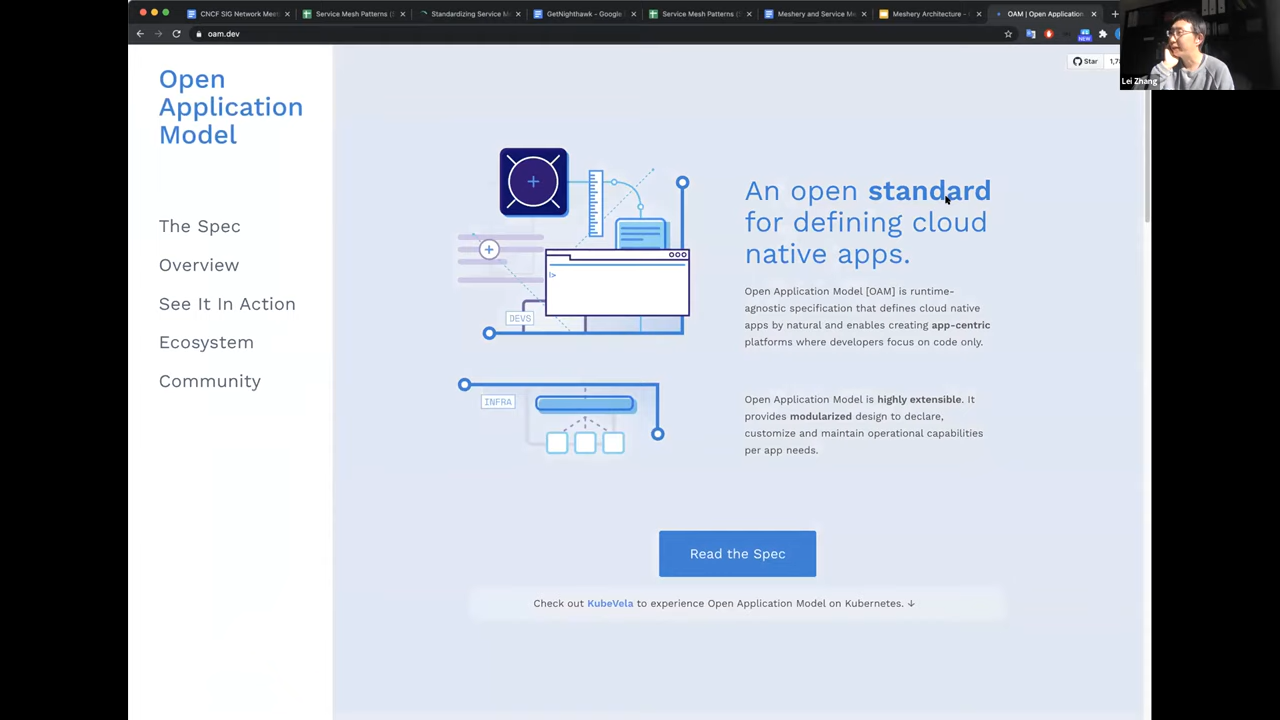 CNCF SIG Network Meet
Service Mesh Patterns (
Standardizing Service M
GetNighthawk - Google
Service Mesh Patterns (
Meshery and Service M
Meshery Architecture -
OAM | Open Application
oam.dev
NEW
Star
Lei Zhang
Open
Application
Model
The Spec
Overview
See It In Action
Ecosystem
Community
DEVS
INFRA
An open standard
for defining cloud
native apps.
Open Application Model [OAM] is runtime-
agnostic specification that defines cloud native
apps by natural and enables creating app-centric
platforms where developers focus on code only.
Open Application Model is highly extensible. It
provides modularized design to declare,
customize and maintain operational capabilities
per app needs.
Read the Spec
Check out KubeVela to experience Open Application Model on Kubernetes. ↓